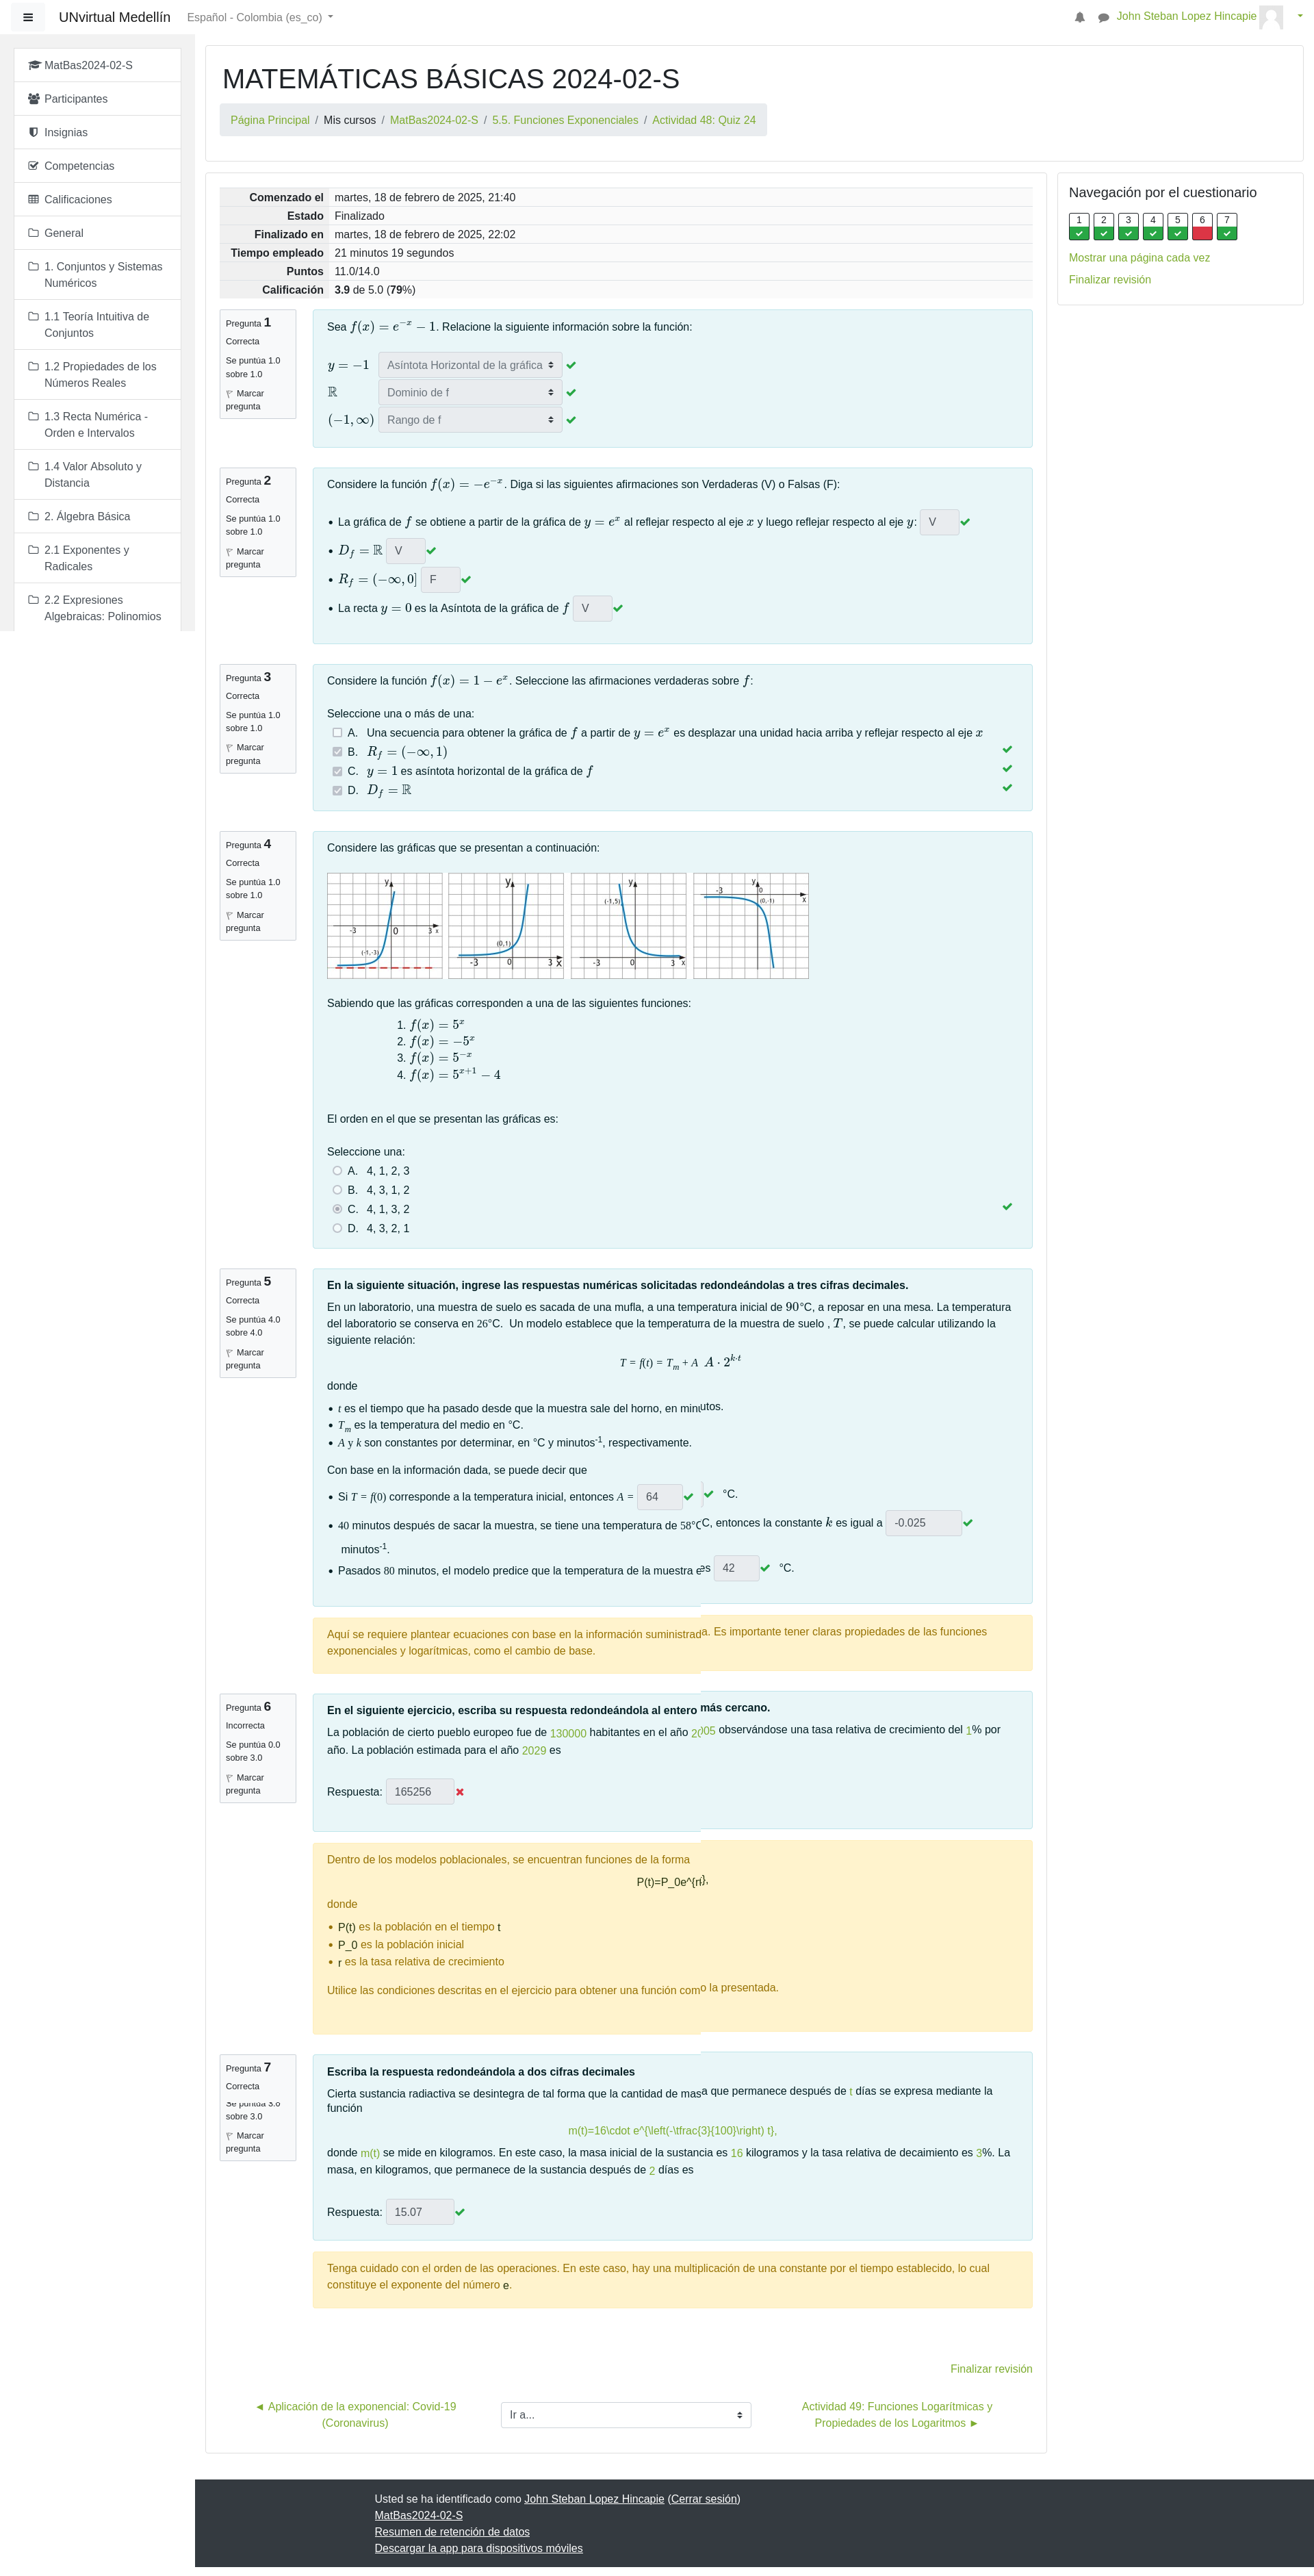 UNvirtual Medellín Español - Colombia (es_co) John Steban Lopez Hincapie
MatBas2024-02-S
Participantes
Insignias
Competencias
Calificaciones
General
1. Conjuntos y Sistemas
Numéricos
1.1 Teoría Intuitiva de
Conjuntos
1.2 Propiedades de los
Números Reales
1.3 Recta Numérica -
Orden e Intervalos
1.4 Valor Absoluto y
Distancia
2. Álgebra Básica
2.1 Exponentes y
Radicales
2.2 Expresiones
Algebraicas: Polinomios
MATEMÁTICAS BÁSICAS 2024-02-S
Página Principal / Mis cursos / MatBas2024-02-S / 5.5. Funciones Exponenciales / Actividad 48: Quiz 24
Navegación por el cuestionario
1 2 3 4 5 6 7
Mostrar una página cada vez
Finalizar revisión
Comenzado el martes, 18 de febrero de 2025, 21:40
Estado Finalizado
Finalizado en martes, 18 de febrero de 2025, 22:02
Tiempo empleado 21 minutos 19 segundos
Puntos 11.0/14.0
Calificación 3.9 de 5.0 (79%)
Pregunta 1
Correcta
Se puntúa 1.0
sobre 1.0
Marcar
pregunta
Sea f(x) = e^{-x} − 1. Relacione la siguiente información sobre la función:
y = −1 Asíntota Horizontal de la gráfica
ℝ Dominio de f
(−1, ∞) Rango de f
Pregunta 2
Correcta
Se puntúa 1.0
sobre 1.0
Marcar
pregunta
Considere la función f(x) = −e^{-x}. Diga si las siguientes afirmaciones son Verdaderas (V) o Falsas (F):
• La gráfica de f se obtiene a partir de la gráfica de y = e^x al reflejar respecto al eje x y luego reflejar respecto al eje y: V
• D_f = ℝ V
• R_f = (−∞, 0] F
• La recta y = 0 es la Asíntota de la gráfica de f V
Pregunta 3
Correcta
Se puntúa 1.0
sobre 1.0
Marcar
pregunta
Considere la función f(x) = 1 − e^x. Seleccione las afirmaciones verdaderas sobre f:
Seleccione una o más de una:
A. Una secuencia para obtener la gráfica de f a partir de y = e^x es desplazar una unidad hacia arriba y reflejar respecto al eje x
B. R_f = (−∞, 1)
C. y = 1 es asíntota horizontal de la gráfica de f
D. D_f = ℝ
Pregunta 4
Correcta
Se puntúa 1.0
sobre 1.0
Marcar
pregunta
Considere las gráficas que se presentan a continuación:
y -3 0 3 x (-1,-3)
y (0,1) -3 0 3 x
y (-1,5) -3 0 3 x
y -3 0 (0,-1) x
Sabiendo que las gráficas corresponden a una de las siguientes funciones:
1. f(x) = 5^x
2. f(x) = −5^x
3. f(x) = 5^{-x}
4. f(x) = 5^{x+1} − 4
El orden en el que se presentan las gráficas es:
Seleccione una:
A. 4, 1, 2, 3
B. 4, 3, 1, 2
C. 4, 1, 3, 2
D. 4, 3, 2, 1
Pregunta 5
Correcta
Se puntúa 4.0
sobre 4.0
Marcar
pregunta
En la siguiente situación, ingrese las respuestas numéricas solicitadas redondeándolas a tres cifras decimales.
En un laboratorio, una muestra de suelo es sacada de una mufla, a una temperatura inicial de 90°C, a reposar en una mesa. La temperatura
del laboratorio se conserva en 26°C. Un modelo establece que la temperatura de la muestra de suelo , T, se puede calcular utilizando la
siguiente relación:
T = f(t) = T_m + A A · 2^{k·t}
donde
• t es el tiempo que ha pasado desde que la muestra sale del horno, en minutos.
• T_m es la temperatura del medio en °C.
• A y k son constantes por determinar, en °C y minutos-1, respectivamente.
Con base en la información dada, se puede decir que
• Si T = f(0) corresponde a la temperatura inicial, entonces A = 64 °C.
• 40 minutos después de sacar la muestra, se tiene una temperatura de 58°C, entonces la constante k es igual a -0.025
minutos-1.
• Pasados 80 minutos, el modelo predice que la temperatura de la muestra es 42 °C.
Aquí se requiere plantear ecuaciones con base en la información suministrada. Es importante tener claras propiedades de las funciones
exponenciales y logarítmicas, como el cambio de base.
Pregunta 6
Incorrecta
Se puntúa 0.0
sobre 3.0
Marcar
pregunta
En el siguiente ejercicio, escriba su respuesta redondeándola al entero más cercano.
La población de cierto pueblo europeo fue de 130000 habitantes en el año 2005 observándose una tasa relativa de crecimiento del 1% por
año. La población estimada para el año 2029 es
Respuesta: 165256
Dentro de los modelos poblacionales, se encuentran funciones de la forma
P(t)=P_0e^{rt},
donde
• P(t) es la población en el tiempo t
• P_0 es la población inicial
• r es la tasa relativa de crecimiento
Utilice las condiciones descritas en el ejercicio para obtener una función como la presentada.
Pregunta 7
Correcta
Se puntúa 3.0
sobre 3.0
Marcar
pregunta
Escriba la respuesta redondeándola a dos cifras decimales
Cierta sustancia radiactiva se desintegra de tal forma que la cantidad de masa que permanece después de t días se expresa mediante la
función
m(t)=16\cdot e^{\left(-\tfrac{3}{100}\right) t},
donde m(t) se mide en kilogramos. En este caso, la masa inicial de la sustancia es 16 kilogramos y la tasa relativa de decaimiento es 3%. La
masa, en kilogramos, que permanece de la sustancia después de 2 días es
Respuesta: 15.07
Tenga cuidado con el orden de las operaciones. En este caso, hay una multiplicación de una constante por el tiempo establecido, lo cual
constituye el exponente del número e.
Finalizar revisión
◄ Aplicación de la exponencial: Covid-19
(Coronavirus)
Ir a...
Actividad 49: Funciones Logarítmicas y
Propiedades de los Logaritmos ►
Usted se ha identificado como John Steban Lopez Hincapie (Cerrar sesión)
MatBas2024-02-S
Resumen de retención de datos
Descargar la app para dispositivos móviles